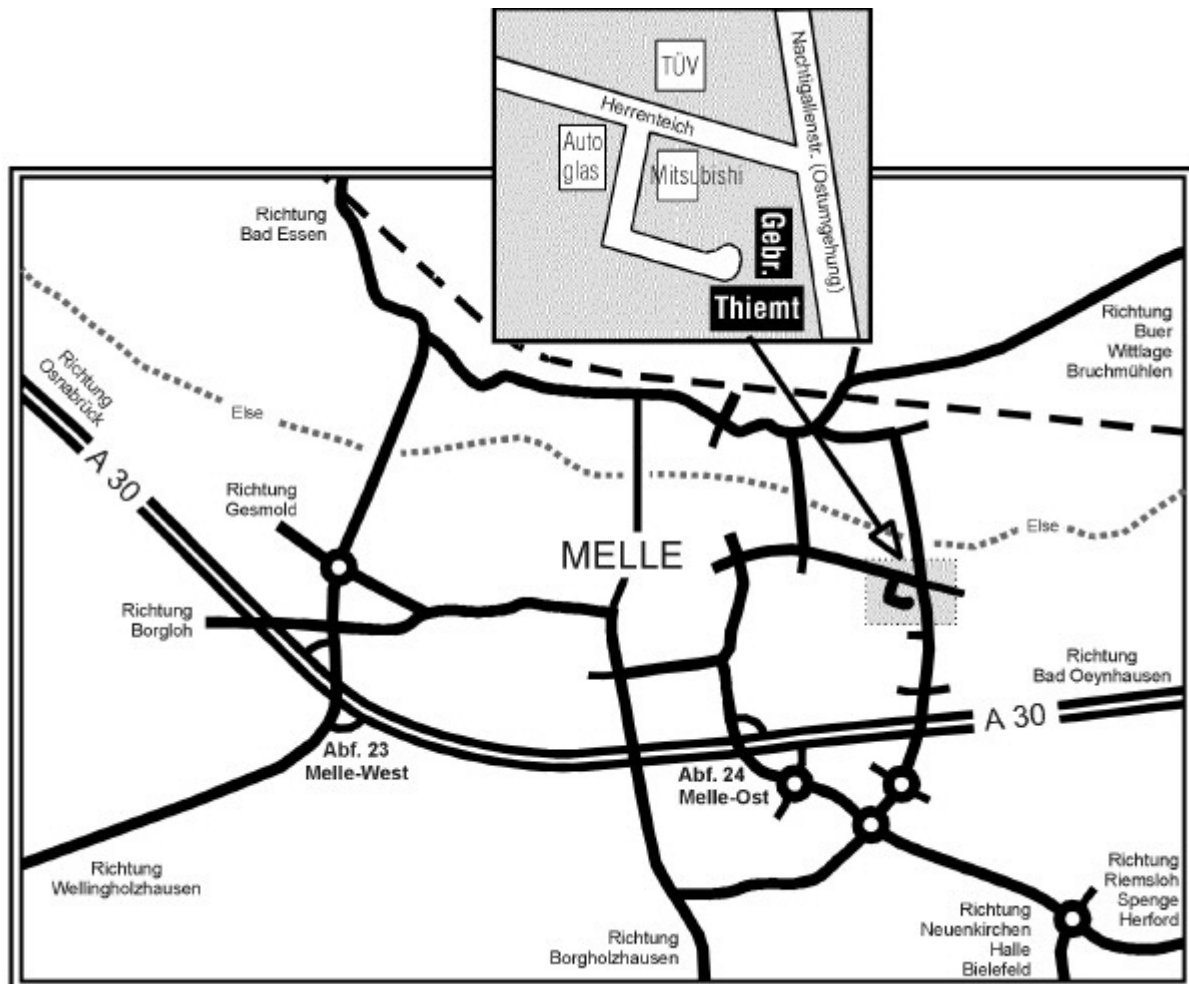 TÜV
Herrenteich
Nachtigallenstr. (Ostumgehung)
Auto
glas
Mitsubishi
Gebr.
Thiemt
Richtung
Bad Essen
Richtung
Buer
Wittlage
Bruchmühlen
Richtung
Osnabrück
Else
A 30
Richtung
Gesmold
MELLE
Else
Richtung
Borgloh
Richtung
Bad Oeynhausen
A 30
Abf. 23
Melle-West
Abf. 24
Melle-Ost
Richtung
Wellingholzhausen
Richtung
Borgholzhausen
Richtung
Neuenkirchen
Halle
Bielefeld
Richtung
Riemsloh
Spenge
Herford